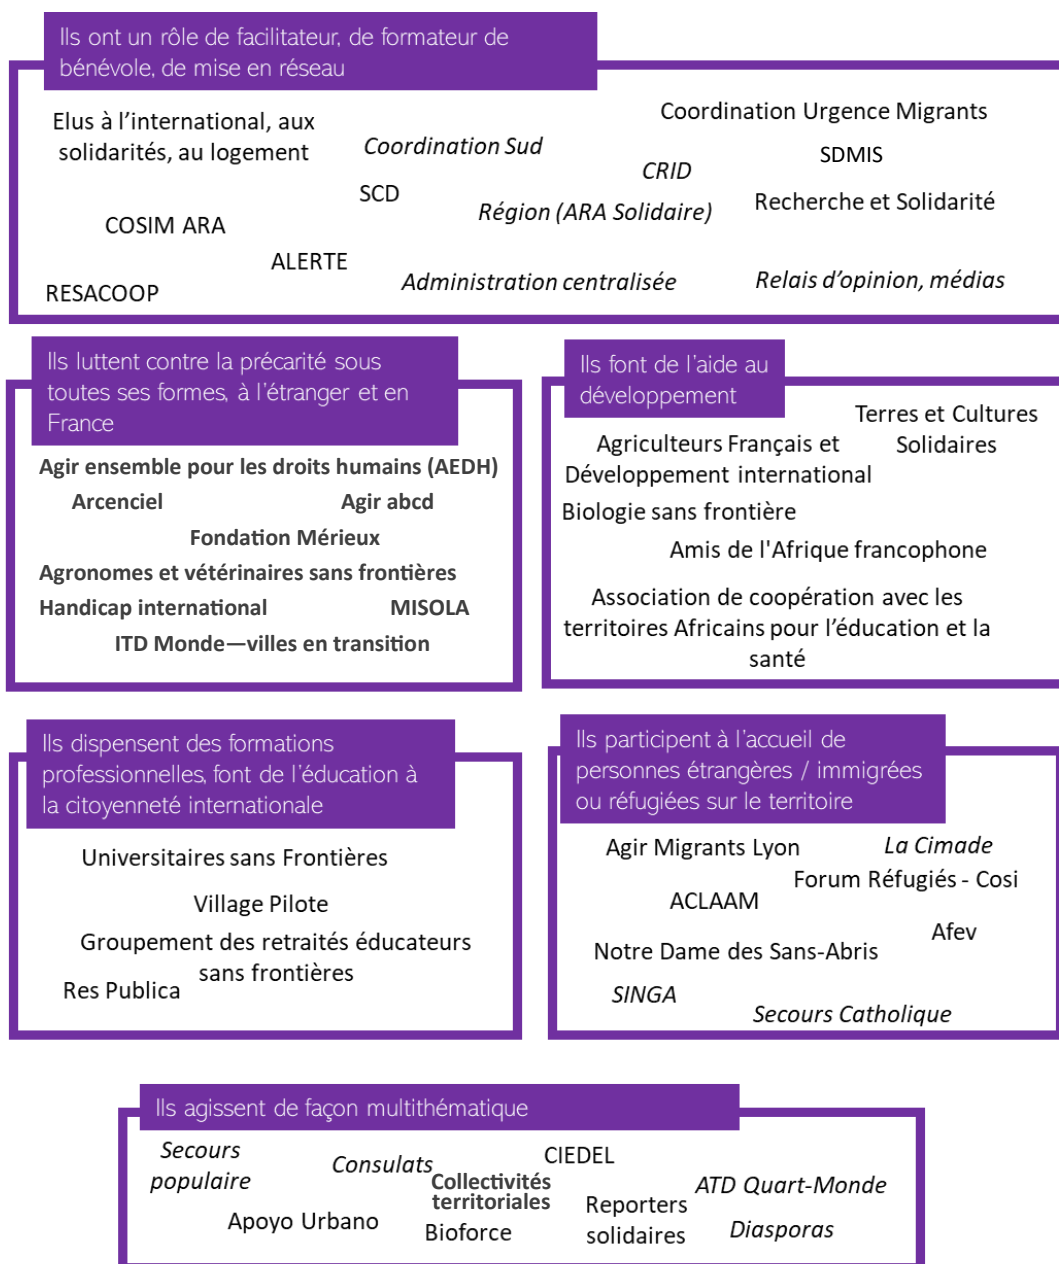 Ils ont un rôle de facilitateur, de formateur de
bénévole, de mise en réseau
Elus à l’international, aux
solidarités, au logement
Coordination Sud
Coordination Urgence Migrants
CRID
SDMIS
SCD
Région (ARA Solidaire)
Recherche et Solidarité
COSIM ARA
ALERTE
RESACOOP
Administration centralisée
Relais d’opinion, médias
Ils luttent contre la précarité sous
toutes ses formes, à l’étranger et en
France
Agir ensemble pour les droits humains (AEDH)
Arcenciel
Agir abcd
Fondation Mérieux
Agronomes et vétérinaires sans frontières
Handicap international
MISOLA
ITD Monde—villes en transition
Ils font de l’aide au
développement
Terres et Cultures
Solidaires
Agriculteurs Français et
Développement international
Biologie sans frontière
Amis de l'Afrique francophone
Association de coopération avec les
territoires Africains pour l’éducation et la
santé
Ils dispensent des formations
professionnelles, font de l’éducation à
la citoyenneté internationale
Universitaires sans Frontières
Village Pilote
Groupement des retraités éducateurs
sans frontières
Res Publica
Ils participent à l’accueil de
personnes étrangères / immigrées
ou réfugiées sur le territoire
Agir Migrants Lyon
La Cimade
Forum Réfugiés - Cosi
ACLAAM
Afev
Notre Dame des Sans-Abris
SINGA
Secours Catholique
Ils agissent de façon multithématique
Secours
populaire
Consulats
CIEDEL
Collectivités
territoriales
ATD Quart-Monde
Apoyo Urbano
Bioforce
Reporters
solidaires
Diasporas